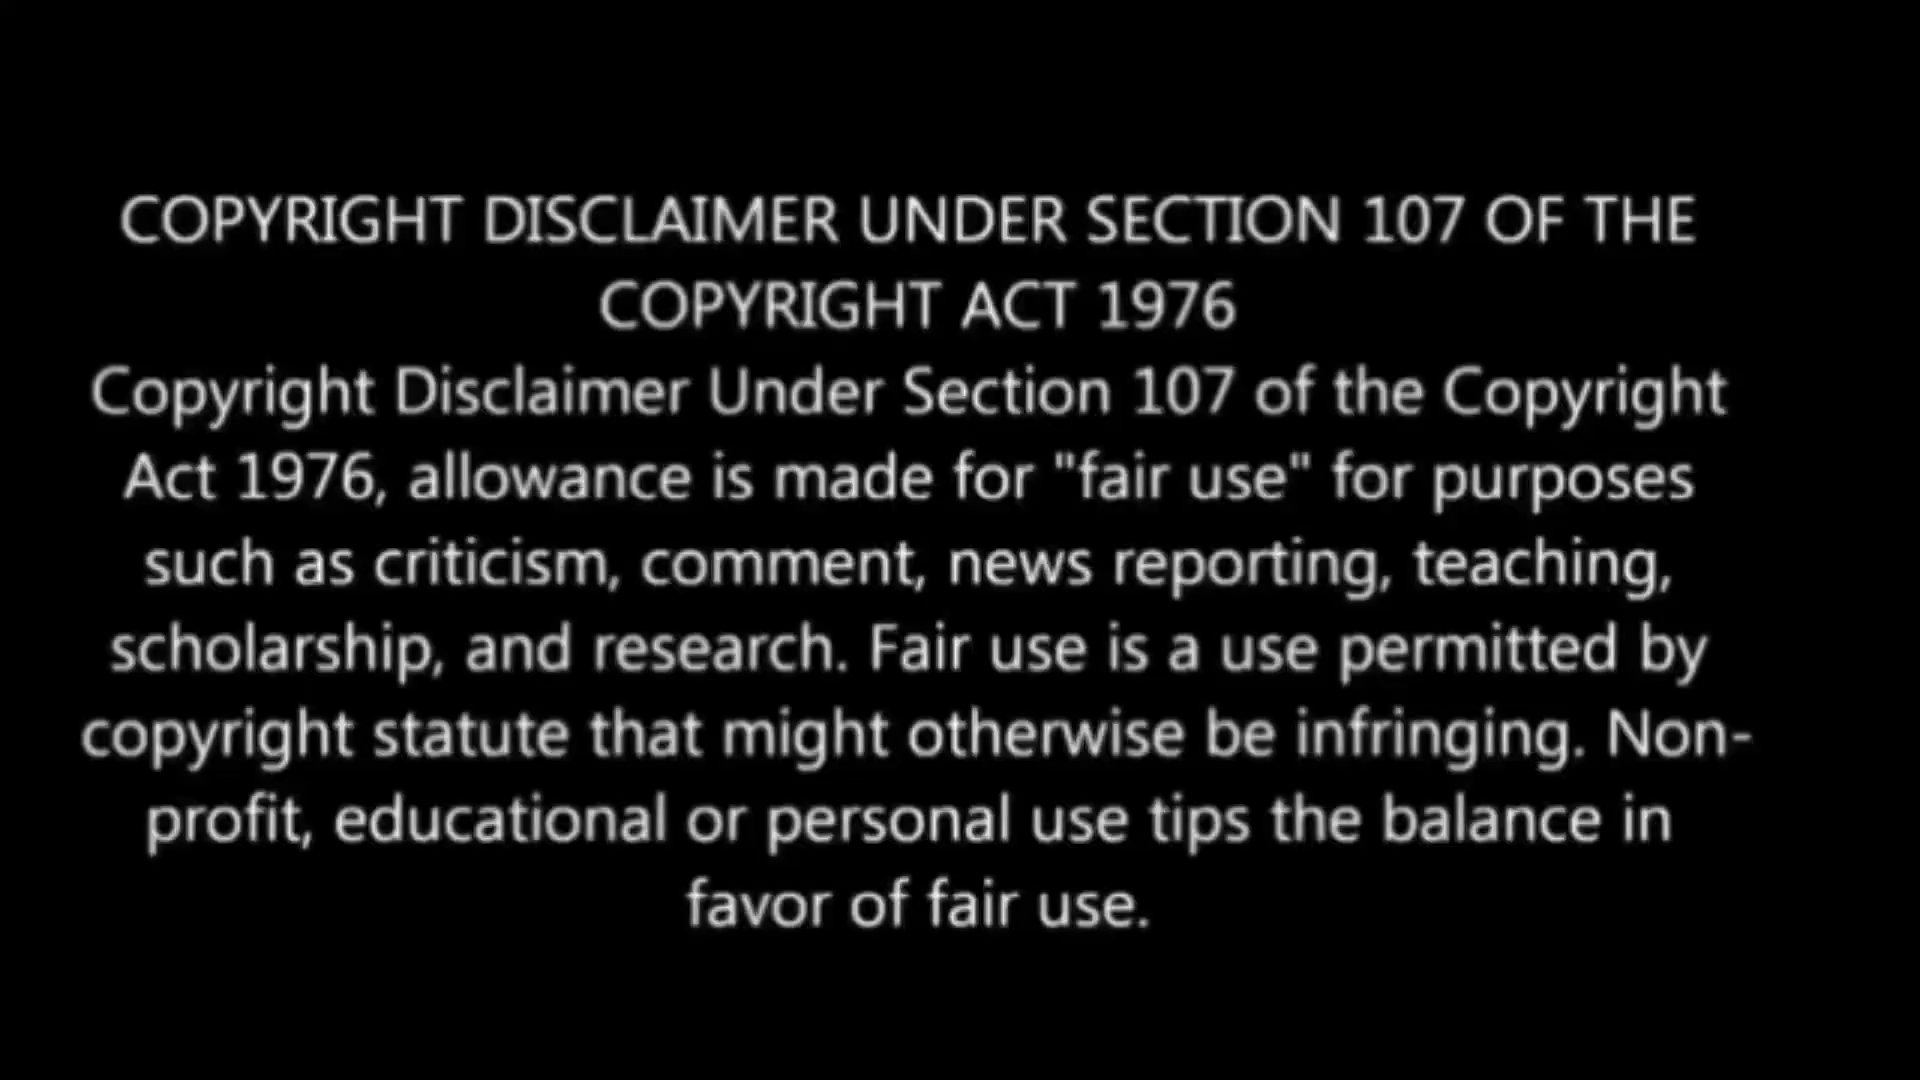 COPYRIGHT DISCLAIMER UNDER SECTION 107 OF THE
COPYRIGHT ACT 1976
Copyright Disclaimer Under Section 107 of the Copyright
Act 1976, allowance is made for "fair use" for purposes
such as criticism, comment, news reporting, teaching,
scholarship, and research. Fair use is a use permitted by
copyright statute that might otherwise be infringing. Non-
profit, educational or personal use tips the balance in
favor of fair use.